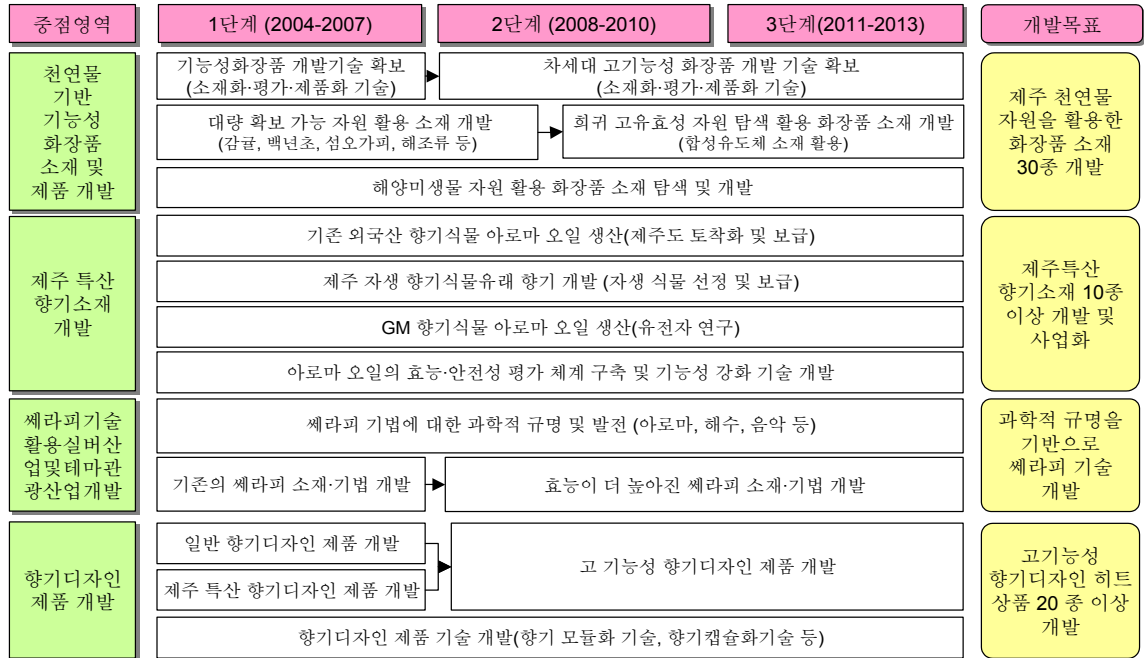 중점영역
1단계 (2004-2007)
2단계 (2008-2010)
3단계(2011-2013)
개발목표
천연물
기반
기능성
화장품
소재 및
제품 개발
기능성화장품 개발기술 확보
(소재화·평가·제품화 기술)
차세대 고기능성 화장품 개발 기술 확보
(소재화·평가·제품화 기술)
대량 확보 가능 자원 활용 소재 개발
(감귤, 백년초, 섬오가피, 해조류 등)
희귀 고유효성 자원 탐색 활용 화장품 소재 개발
(합성유도체 소재 활용)
해양미생물 자원 활용 화장품 소재 탐색 및 개발
제주 천연물
자원을 활용한
화장품 소재
30종 개발
제주 특산
향기소재
개발
기존 외국산 향기식물 아로마 오일 생산(제주도 토착화 및 보급)
제주 자생 향기식물유래 향기 개발 (자생 식물 선정 및 보급)
GM 향기식물 아로마 오일 생산(유전자 연구)
아로마 오일의 효능·안전성 평가 체계 구축 및 기능성 강화 기술 개발
제주특산
향기소재 10종
이상 개발 및
사업화
쎄라피기술
활용실버산
업및테마관
광산업개발
쎄라피 기법에 대한 과학적 규명 및 발전 (아로마, 해수, 음악 등)
기존의 쎄라피 소재·기법 개발
효능이 더 높아진 쎄라피 소재·기법 개발
과학적 규명을
기반으로
쎄라피 기술
개발
향기디자인
제품 개발
일반 향기디자인 제품 개발
제주 특산 향기디자인 제품 개발
고 기능성 향기디자인 제품 개발
향기디자인 제품 기술 개발(향기 모듈화 기술, 향기캡슐화기술 등)
고기능성
향기디자인 히트
상품 20 종 이상
개발